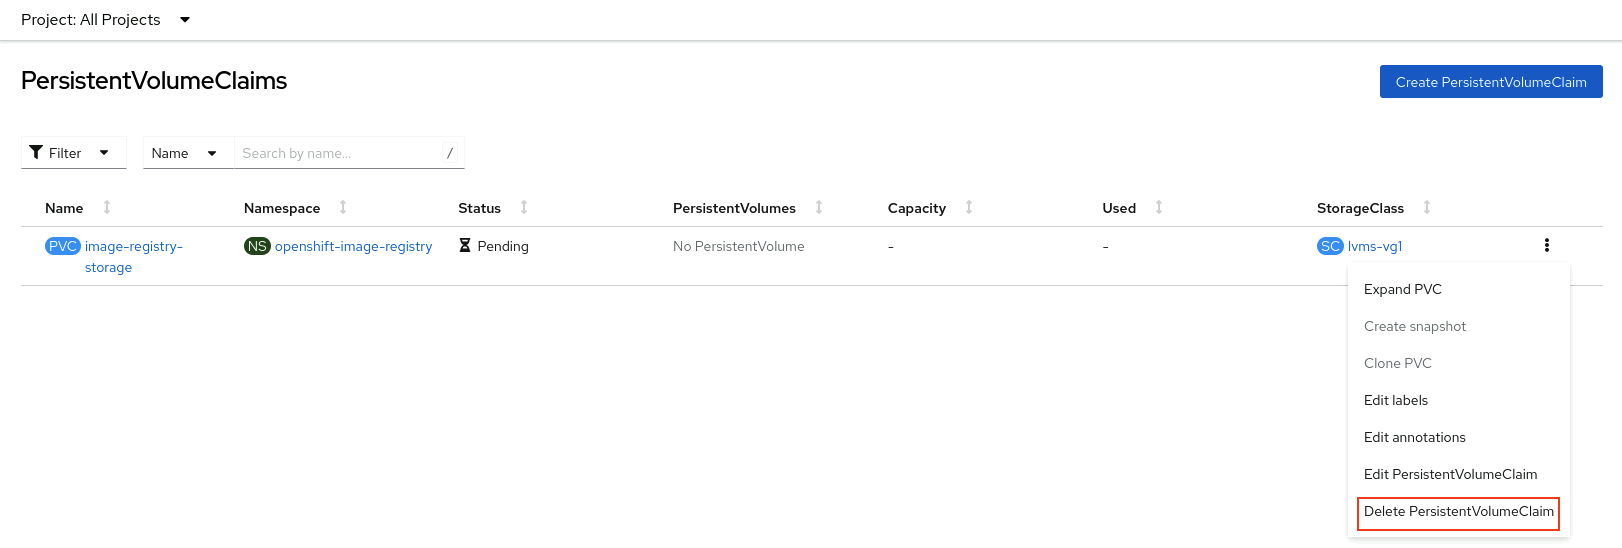 Project: All Projects
PersistentVolumeClaims
Create PersistentVolumeClaim
Filter
Name
Search by name...
/
Name
Namespace
Status
PersistentVolumes
Capacity
Used
StorageClass
PVC image-registry-
storage
NS openshift-image-registry
Pending
No PersistentVolume
-
-
SC lvms-vg1
Expand PVC
Create snapshot
Clone PVC
Edit labels
Edit annotations
Edit PersistentVolumeClaim
Delete PersistentVolumeClaim